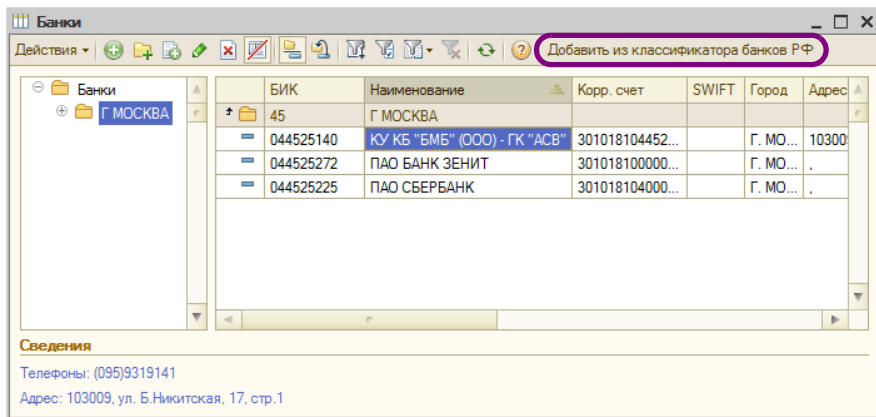 Банки
Действия Добавить из классификатора банков РФ
Банки
Г МОСКВА
БИК Наименование Корр. счет SWIFT Город Адрес
45 Г МОСКВА
044525140 КУ КБ "БМБ" (ООО) - ГК "АСВ" 301018104452... Г. МО... 10300
044525272 ПАО БАНК ЗЕНИТ 301018100000... Г. МО... ,
044525225 ПАО СБЕРБАНК 301018104000... Г. МО... ,
Сведения
Телефоны: (095)9319141
Адрес: 103009, ул. Б.Никитская, 17, стр.1